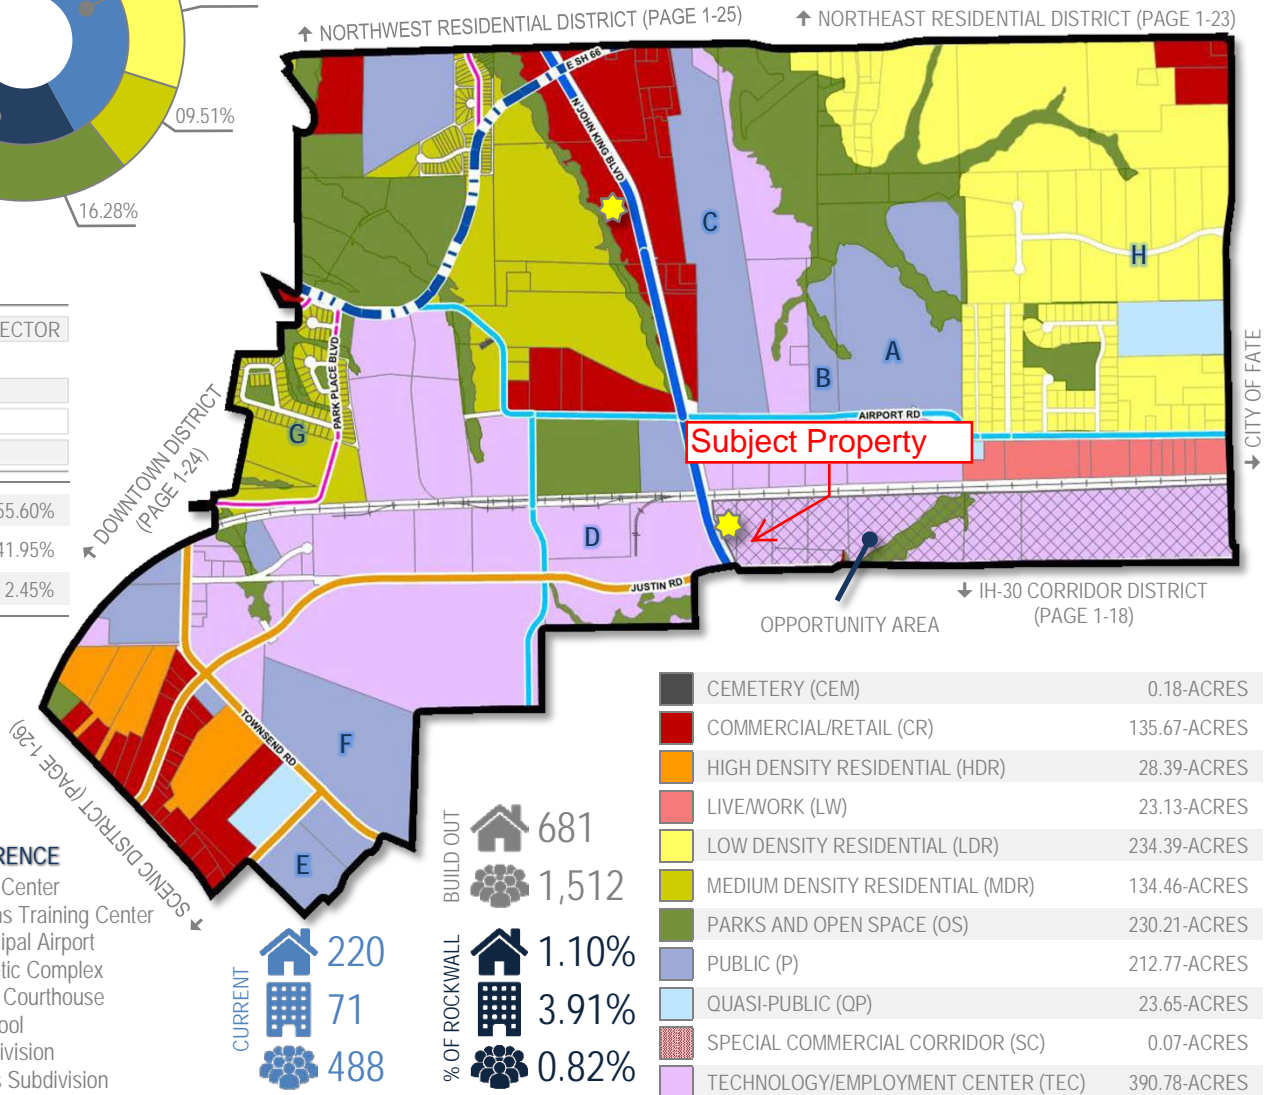 ↑ NORTHWEST RESIDENTIAL DISTRICT (PAGE 1-25)
↑ NORTHEAST RESIDENTIAL DISTRICT (PAGE 1-23)
09.51%
16.28%
E SH 66
N JOHN KING BLVD
C
H
A
B
ECTOR
PARK PLACE BLVD
AIRPORT RD
→ CITY OF FATE
G
Subject Property
↑ DOWNTOWN DISTRICT
(PAGE 1-24)
55.60%
41.95%
2.45%
D
JUSTIN RD
OPPORTUNITY AREA
↓ IH-30 CORRIDOR DISTRICT
(PAGE 1-18)
TOWNSEND RD
F
E
SCENIC DISTRICT (PAGE 1-26)
CEMETERY (CEM) 0.18-ACRES
COMMERCIAL/RETAIL (CR) 135.67-ACRES
HIGH DENSITY RESIDENTIAL (HDR) 28.39-ACRES
LIVE/WORK (LW) 23.13-ACRES
LOW DENSITY RESIDENTIAL (LDR) 234.39-ACRES
MEDIUM DENSITY RESIDENTIAL (MDR) 134.46-ACRES
PARKS AND OPEN SPACE (OS) 230.21-ACRES
PUBLIC (P) 212.77-ACRES
QUASI-PUBLIC (QP) 23.65-ACRES
SPECIAL COMMERCIAL CORRIDOR (SC) 0.07-ACRES
TECHNOLOGY/EMPLOYMENT CENTER (TEC) 390.78-ACRES
RENCE
Center
ns Training Center
cipal Airport
etic Complex
Courthouse
ool
ivision
s Subdivision
BUILD OUT
681
1,512
CURRENT
220
71
488
% OF ROCKWALL
1.10%
3.91%
0.82%